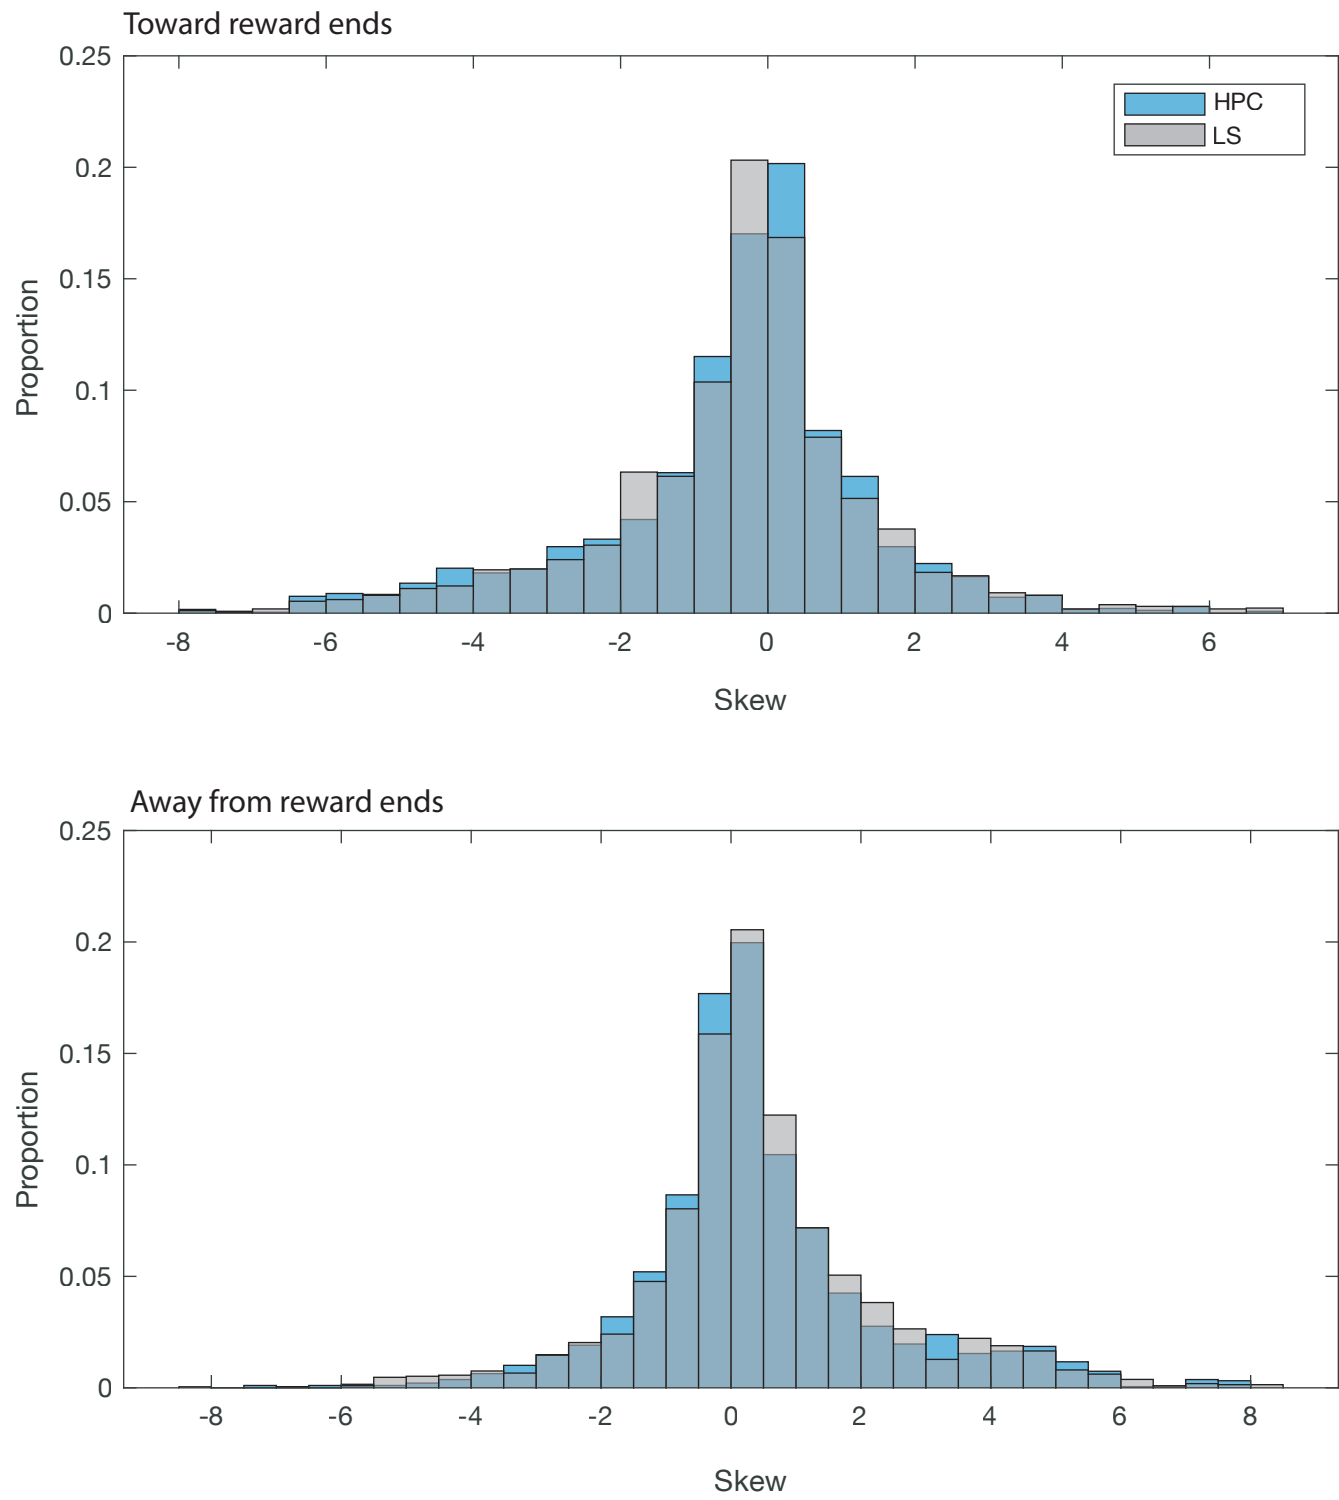 Toward reward ends
0.25
0.2
0.15
0.1
0.05
0
Proportion
HPC
LS
-8 -6 -4 -2 0 2 4 6
Skew
Away from reward ends
0.25
0.2
0.15
0.1
0.05
0
Proportion
-8 -6 -4 -2 0 2 4 6 8
Skew